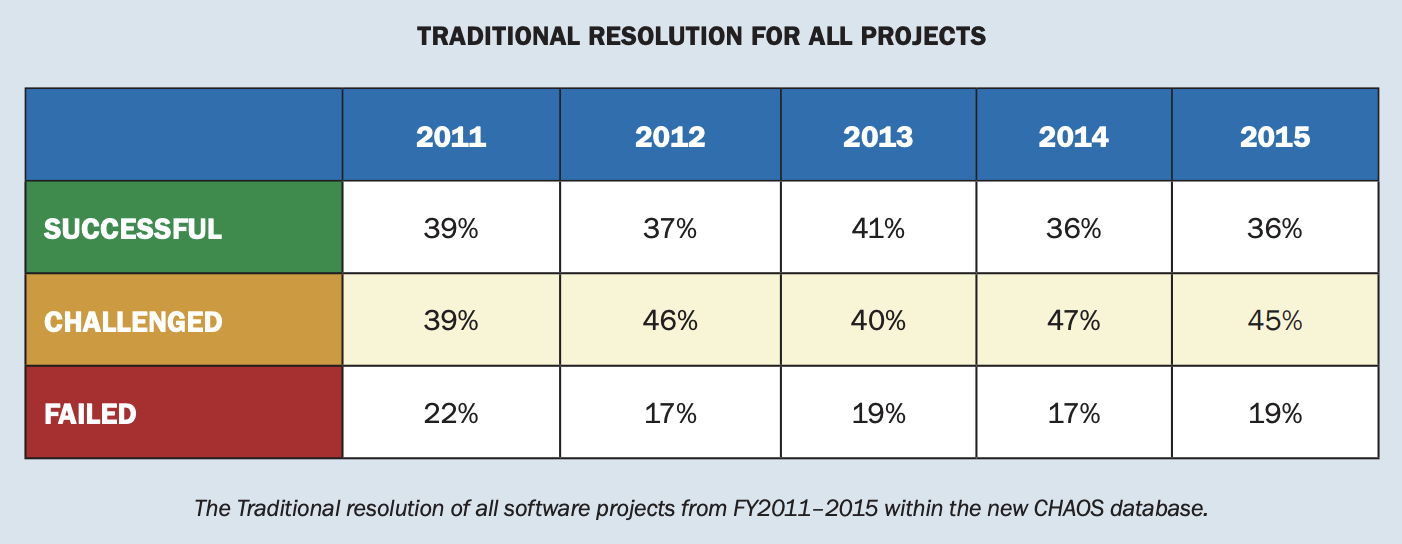 TRADITIONAL RESOLUTION FOR ALL PROJECTS
2011 2012 2013 2014 2015
SUCCESSFUL 39% 37% 41% 36% 36%
CHALLENGED 39% 46% 40% 47% 45%
FAILED 22% 17% 19% 17% 19%
The Traditional resolution of all software projects from FY2011–2015 within the new CHAOS database.